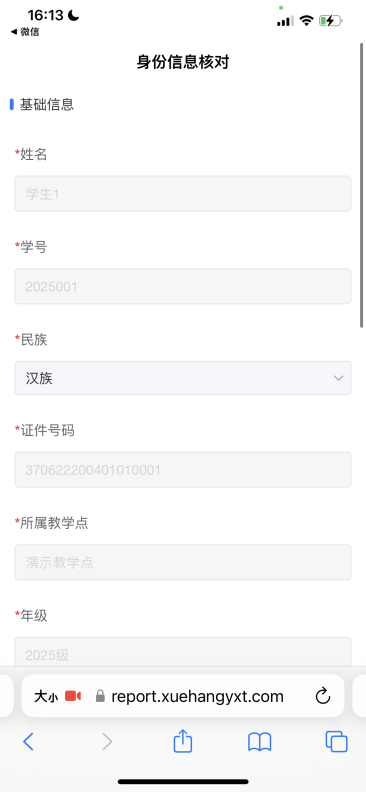 16:13
微信
身份信息核对
基础信息
*姓名
学生1
*学号
2025001
*民族
汉族
*证件号码
370622200401010001
*所属教学点
演示教学点
*年级
2025级
大小 report.xuehangyxt.com